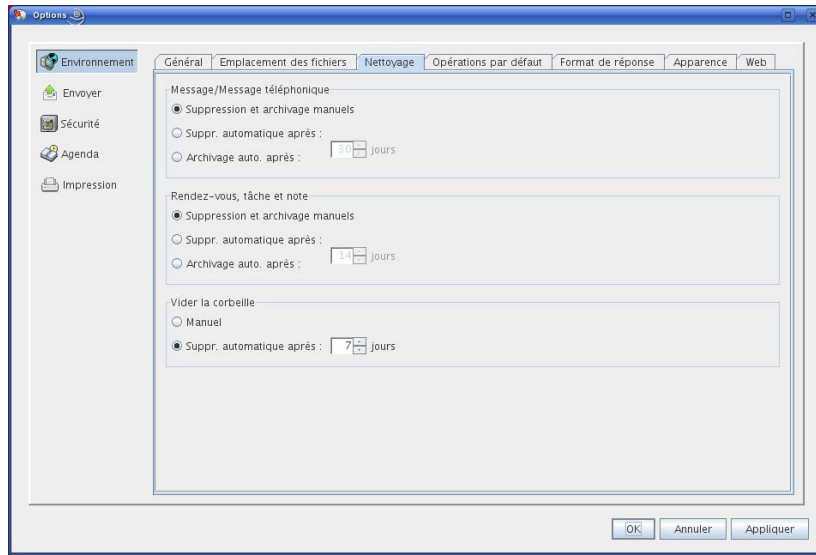 Options
Environnement
Envoyer
Sécurité
Agenda
Impression
Général Emplacement des fichiers Nettoyage Opérations par défaut Format de réponse Apparence Web
Message/Message téléphonique
Suppression et archivage manuels
Suppr. automatique après :
30 jours
Archivage auto. après :
Rendez-vous, tâche et note
Suppression et archivage manuels
Suppr. automatique après :
14 jours
Archivage auto. après :
Vider la corbeille
Manuel
Suppr. automatique après : 7 jours
OK Annuler Appliquer